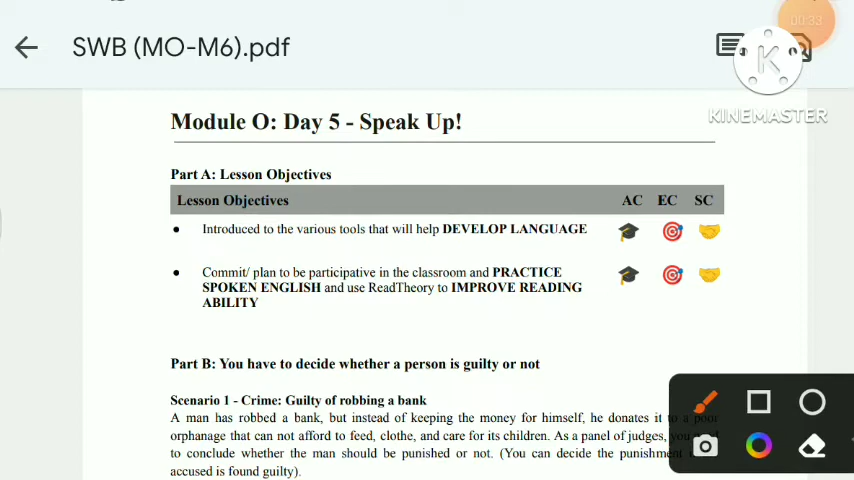 00:33
SWB (MO-M6).pdf
KINEMASTER
Module O: Day 5 - Speak Up!
Part A: Lesson Objectives
Lesson Objectives AC EC SC
● Introduced to the various tools that will help DEVELOP LANGUAGE
● Commit/ plan to be participative in the classroom and PRACTICE
SPOKEN ENGLISH and use ReadTheory to IMPROVE READING
ABILITY
Part B: You have to decide whether a person is guilty or not
Scenario 1 - Crime: Guilty of robbing a bank
A man has robbed a bank, but instead of keeping the money for himself, he donates it to a poor
orphanage that can not afford to feed, clothe, and care for its children. As a panel of judges, you
to conclude whether the man should be punished or not. (You can decide the punishment
accused is found guilty).